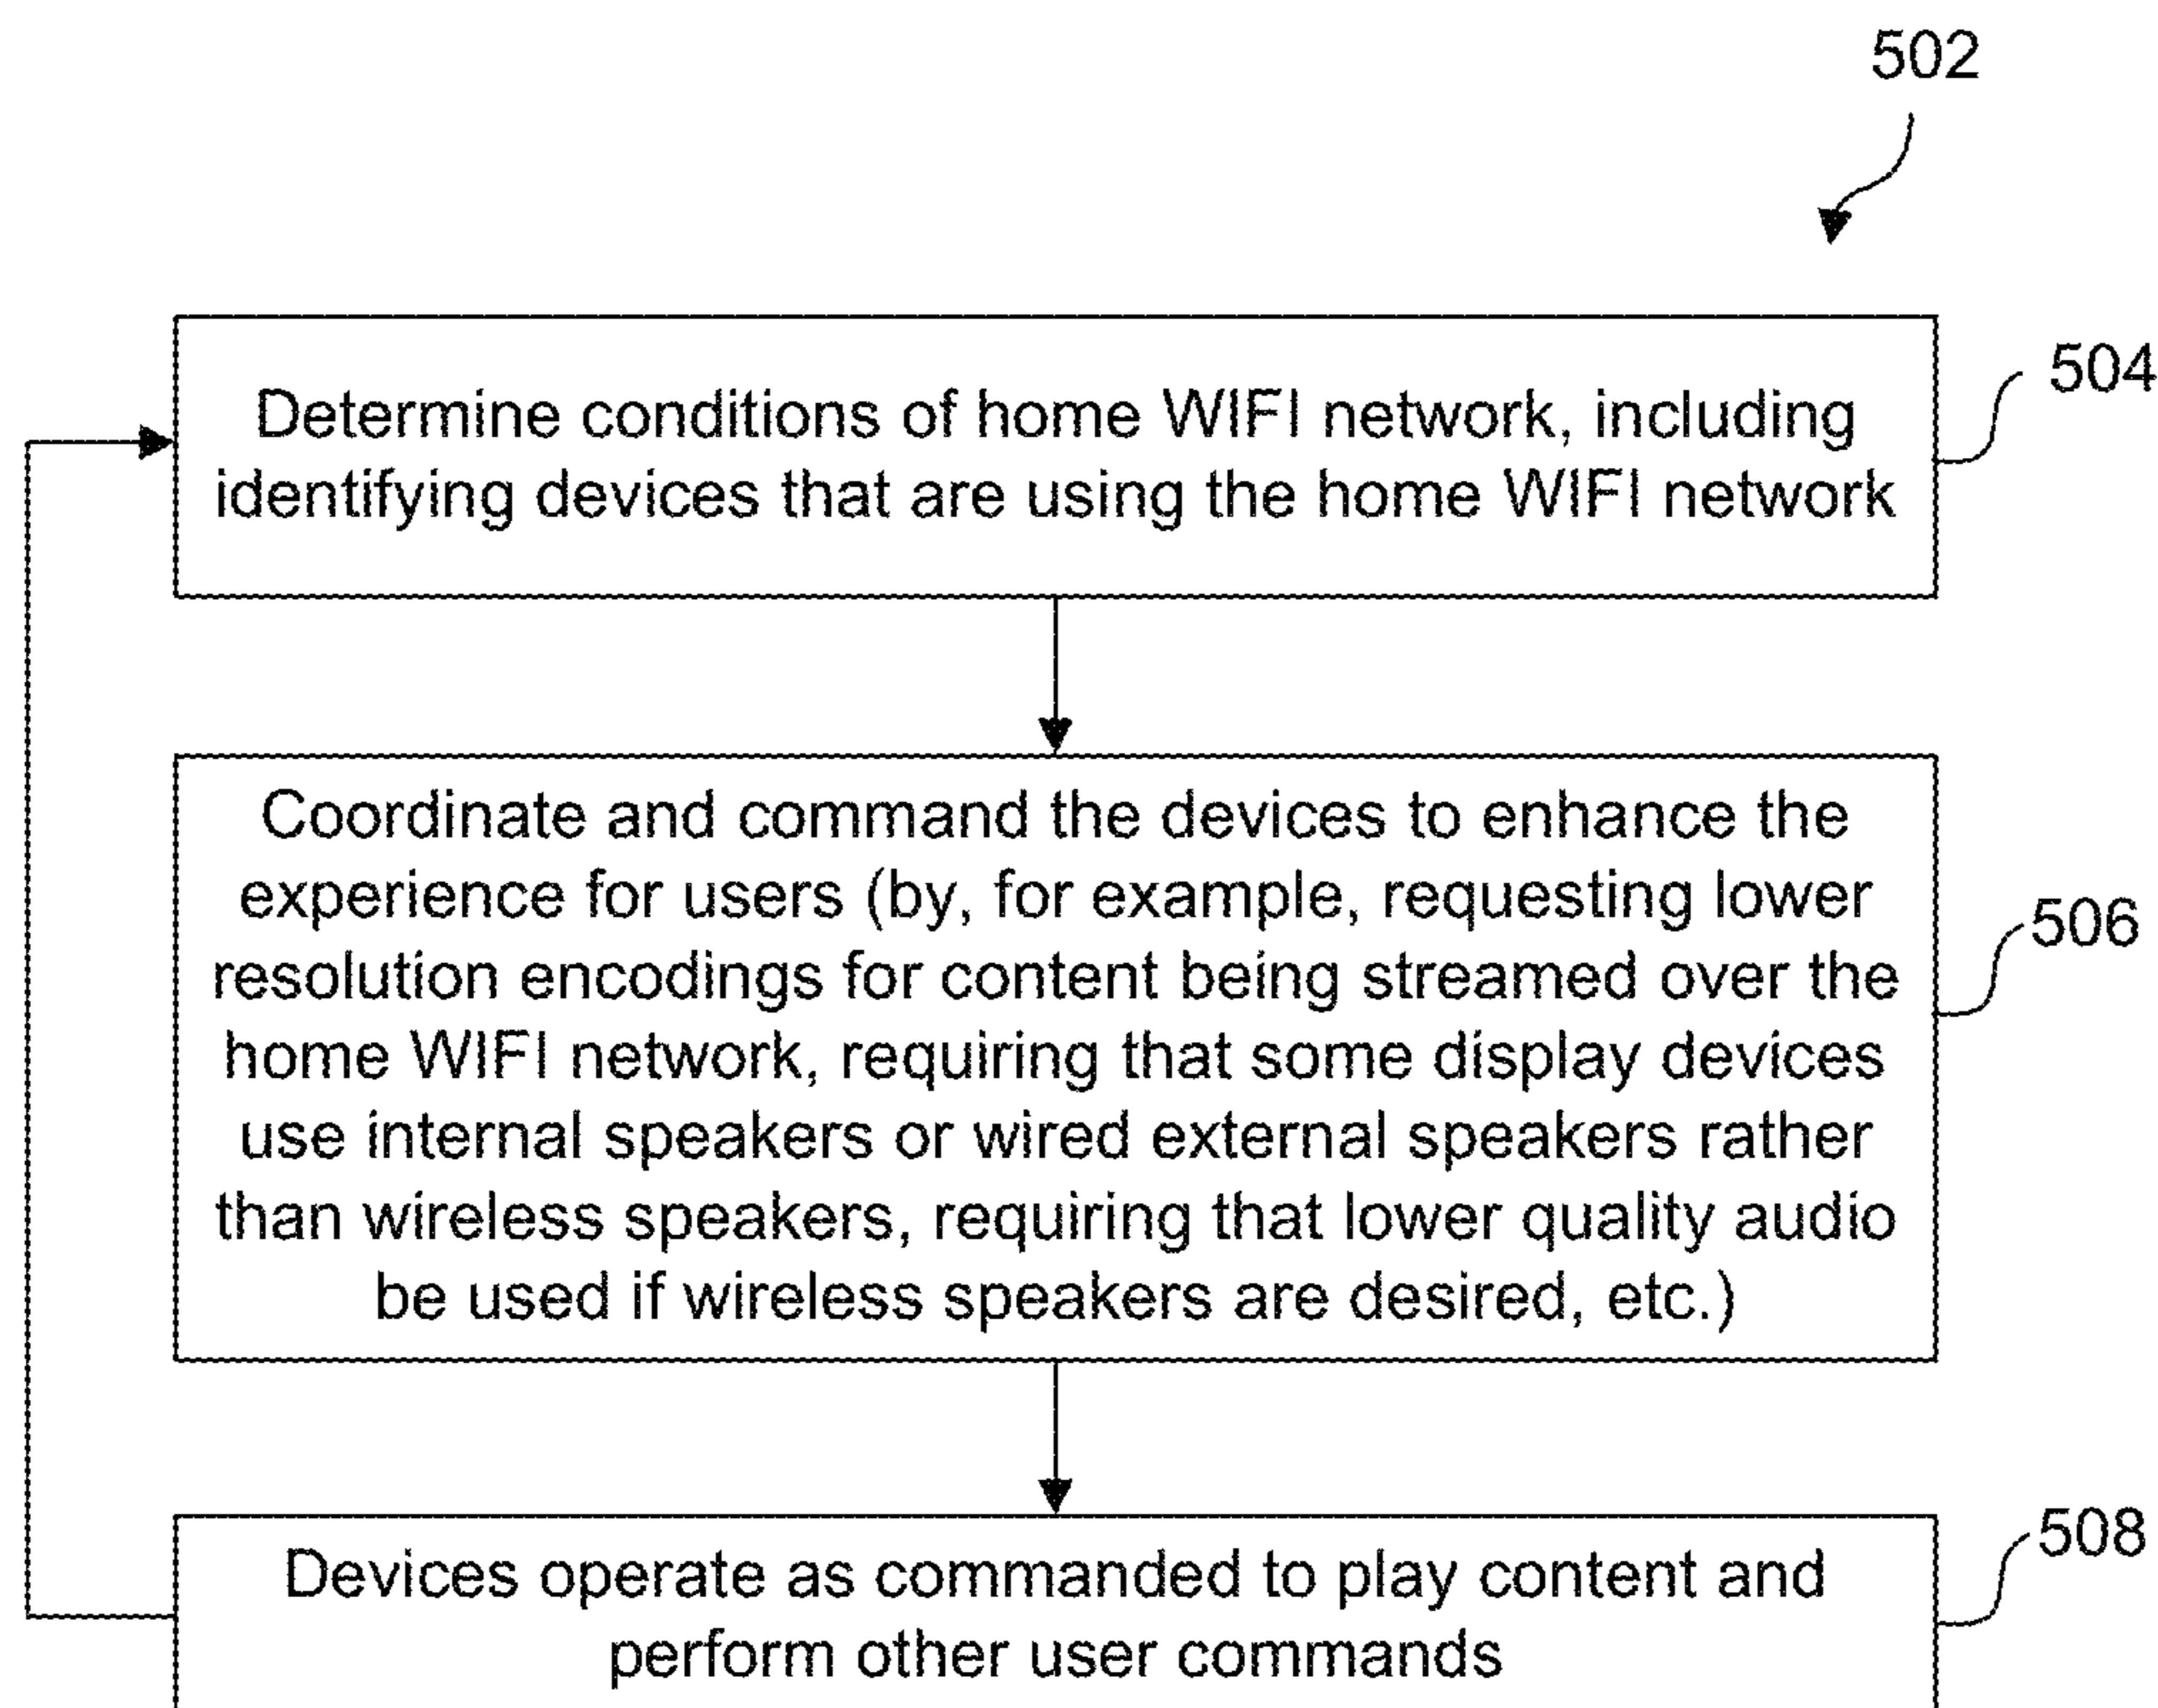 502
504
Determine conditions of home WIFI network, including
identifying devices that are using the home WIFI network
Coordinate and command the devices to enhance the
experience for users (by, for example, requesting lower
resolution encodings for content being streamed over the
home WIFI network, requiring that some display devices
use internal speakers or wired external speakers rather
than wireless speakers, requiring that lower quality audio
be used if wireless speakers are desired, etc.)
506
508
Devices operate as commanded to play content and
perform other user commands